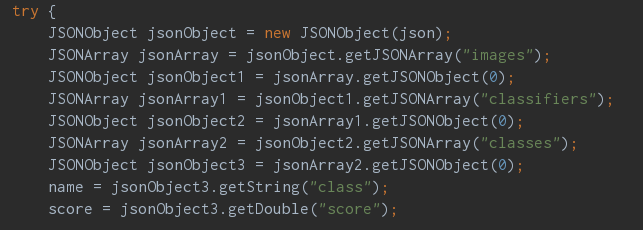 try {
    JSONObject jsonObject = new JSONObject(json);
    JSONArray jsonArray = jsonObject.getJSONArray("images");
    JSONObject jsonObject1 = jsonArray.getJSONObject(0);
    JSONArray jsonArray1 = jsonObject1.getJSONArray("classifiers");
    JSONObject jsonObject2 = jsonArray1.getJSONObject(0);
    JSONArray jsonArray2 = jsonObject2.getJSONArray("classes");
    JSONObject jsonObject3 = jsonArray2.getJSONObject(0);
    name = jsonObject3.getString("class");
    score = jsonObject3.getDouble("score");